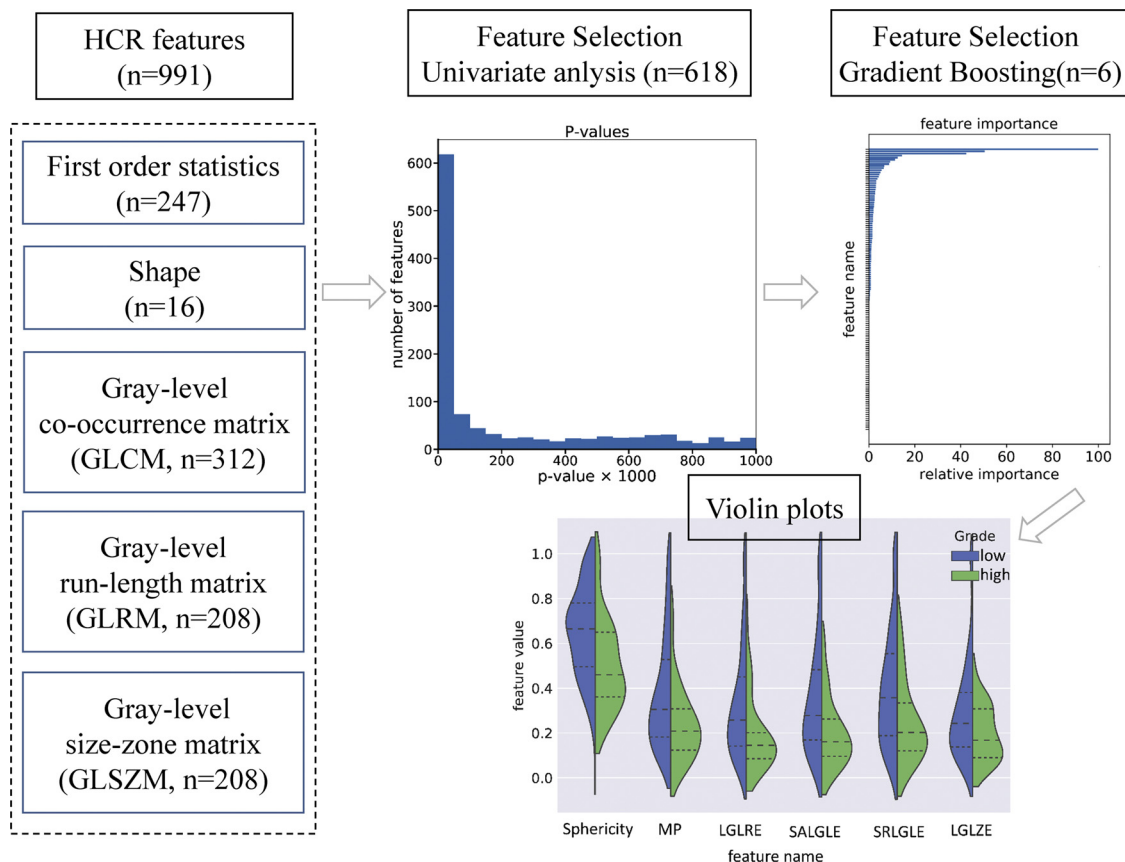 HCR features
(n=991)
First order statistics
(n=247)
Shape
(n=16)
Gray-level
co-occurrence matrix
(GLCM, n=312)
Gray-level
run-length matrix
(GLRM, n=208)
Gray-level
size-zone matrix
(GLSZM, n=208)
Feature Selection
Univariate anlysis (n=618)
P-values
number of features
600
500
400
300
200
100
0
0 200 400 600 800 1000
p-value × 1000
Feature Selection
Gradient Boosting(n=6)
feature importance
feature name
0 20 40 60 80 100
relative importance
Violin plots
Grade
low
high
feature value
1.0
0.8
0.6
0.4
0.2
0.0
Sphericity MP LGLRE SALGLE SRLGLE LGLZE
feature name